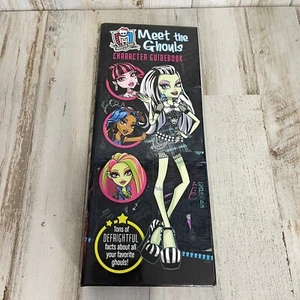 Meet the
Ghouls
CHARACTER GUIDEBOOK
Tons of
DEFRIGHTFUL
facts about all
your favorite
ghouls!